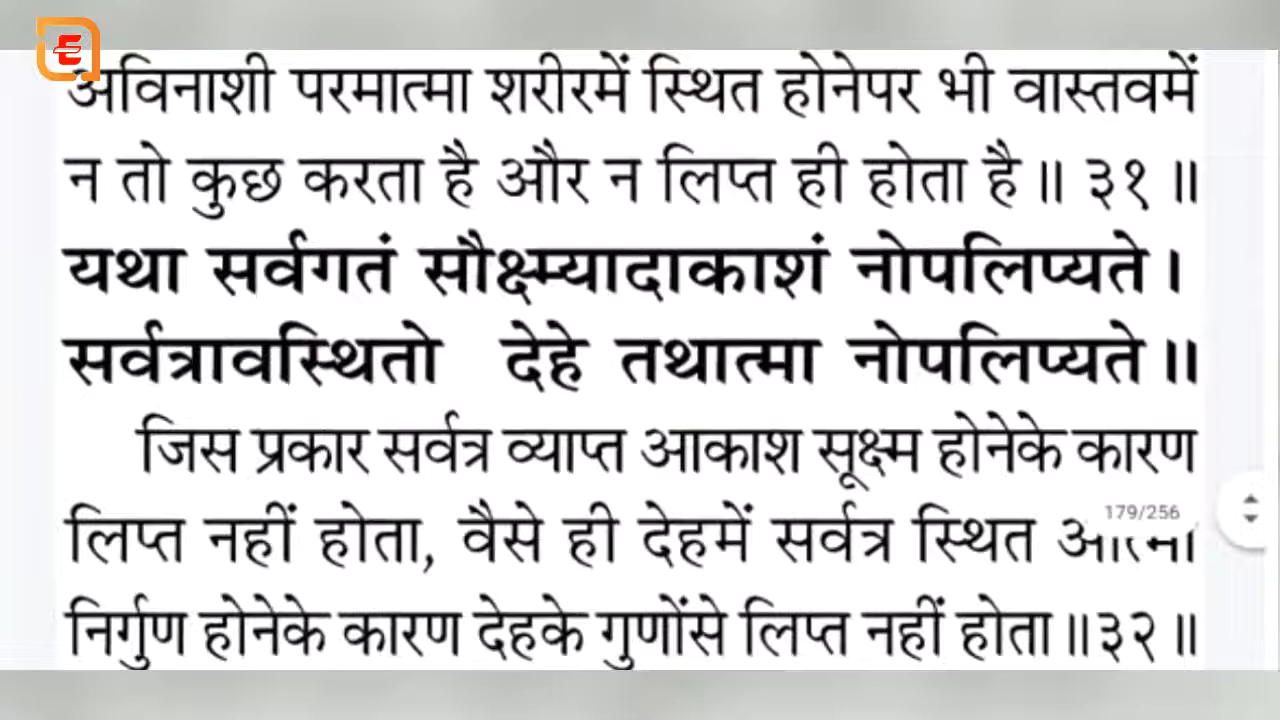 E
अविनाशी परमात्मा शरीरमें स्थित होनेपर भी वास्तवमें
न तो कुछ करता है और न लिप्त ही होता है॥ ३१ ॥
यथा सर्वगतं सौक्ष्म्यादाकाशं नोपलिप्यते।
सर्वत्रावस्थितो देहे तथात्मा नोपलिप्यते॥
जिस प्रकार सर्वत्र व्याप्त आकाश सूक्ष्म होनेके कारण
179/256
लिप्त नहीं होता, वैसे ही देहमें सर्वत्र स्थित आत्मा
निर्गुण होनेके कारण देहके गुणोंसे लिप्त नहीं होता॥३२॥